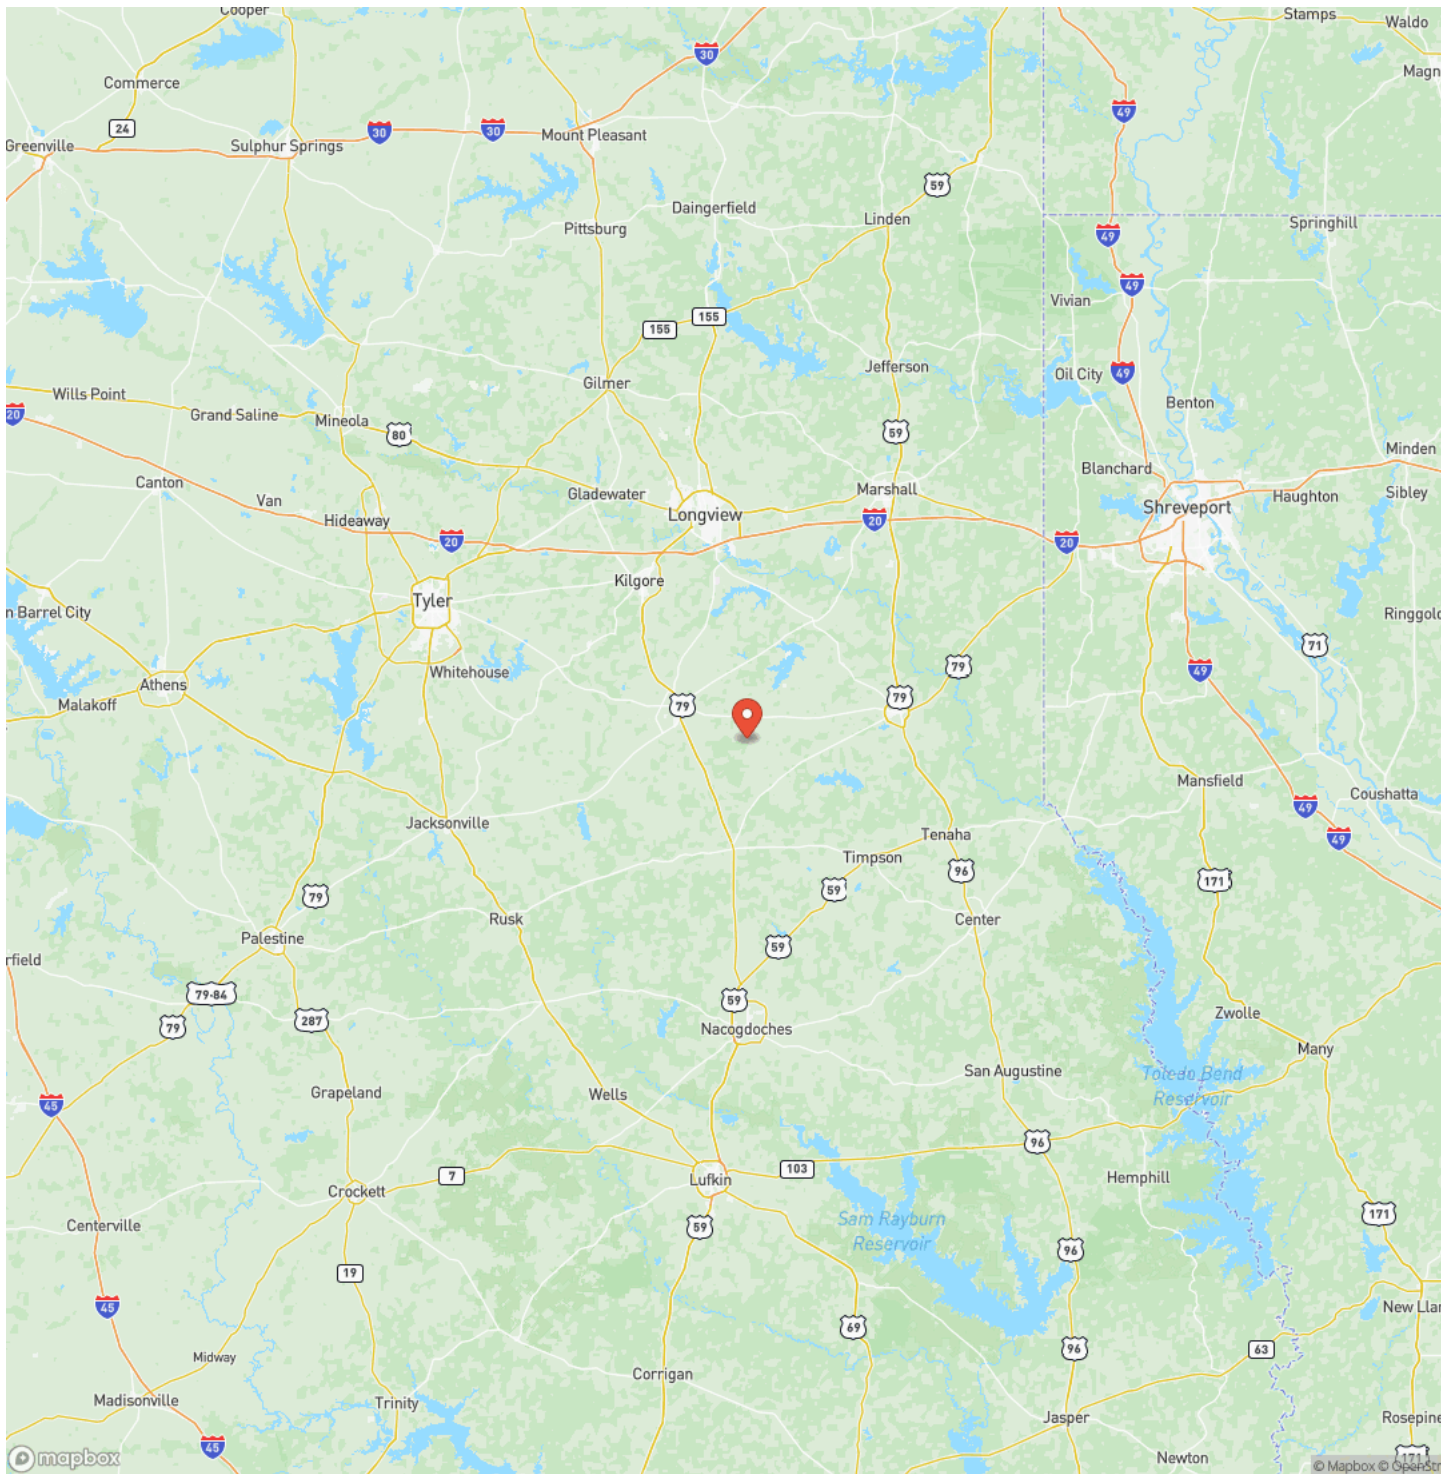 Cooper
Stamps
Waldo
30
Commerce
Magn
49
24
30
30
Mount Pleasant
Greenville
Sulphur Springs
59
Daingerfield
Linden
Pittsburg
Springhill
49
49
Vivian
155
155
Jefferson
Oil City
49
Gilmer
Wills Point
Benton
20
Grand Saline
Mineola
80
59
Minden
Blanchard
Canton
Marshall
Sibley
Van
Gladewater
Haughton
Longview
Shreveport
Hideaway
20
20
20
Kilgore
Tyler
n Barrel City
Ringgold
71
Whitehouse
79
49
Athens
79
79
Malakoff
Mansfield
Coushatta
49
Jacksonville
Tenaha
49
Timpson
96
171
79
59
Rusk
Center
Palestine
59
rfield
79-84
59
Zwolle
287
79
Nacogdoches
Many
San Augustine
Toledo Bend
Reservoir
Grapeland
Wells
45
96
103
7
Lufkin
Hemphill
Crockett
171
Sam Rayburn
Reservoir
Centerville
59
96
19
45
New Llan
69
96
63
Midway
Corrigan
Madisonville
Trinity
Jasper
Rosepine
45
mapbox
Newton
171
© Mapbox © OpenStr